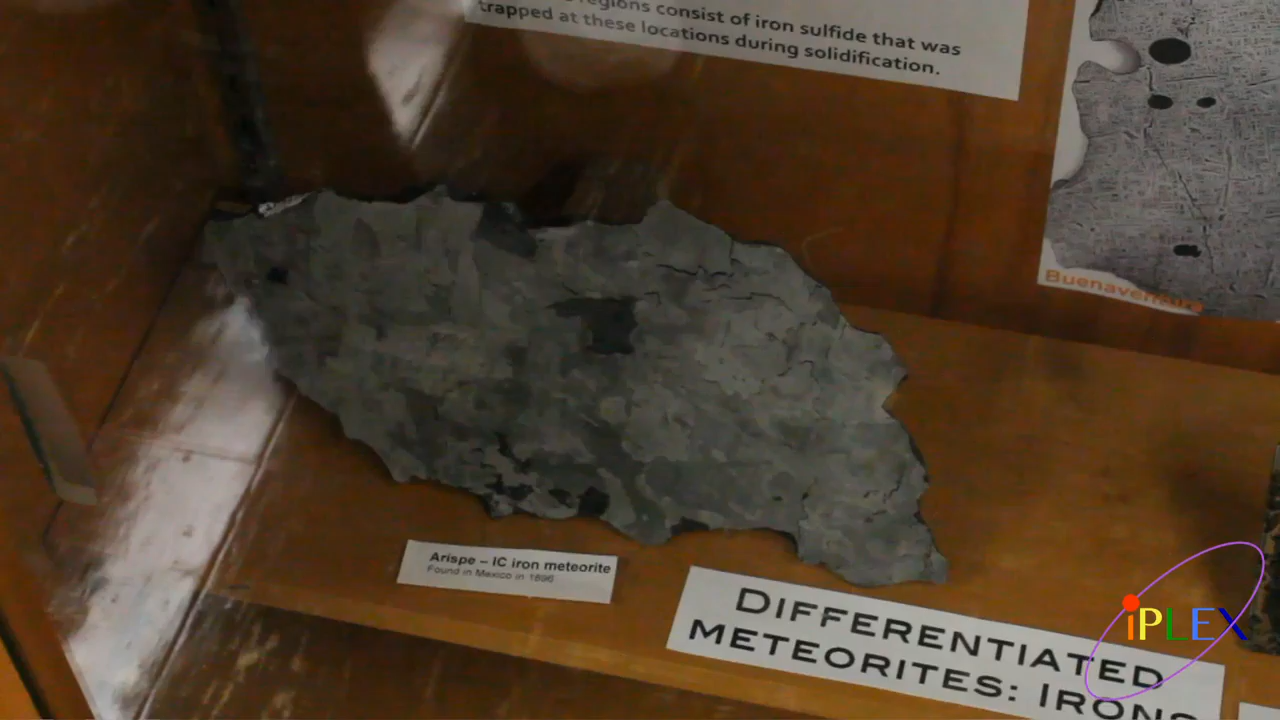 regions consist of iron sulfide that was
trapped at these locations during solidification.
Buenaventura
Arispe – IC iron meteorite
Found in Mexico in 1896
DIFFERENTIATED
METEORITES: IRONS
iPLEX